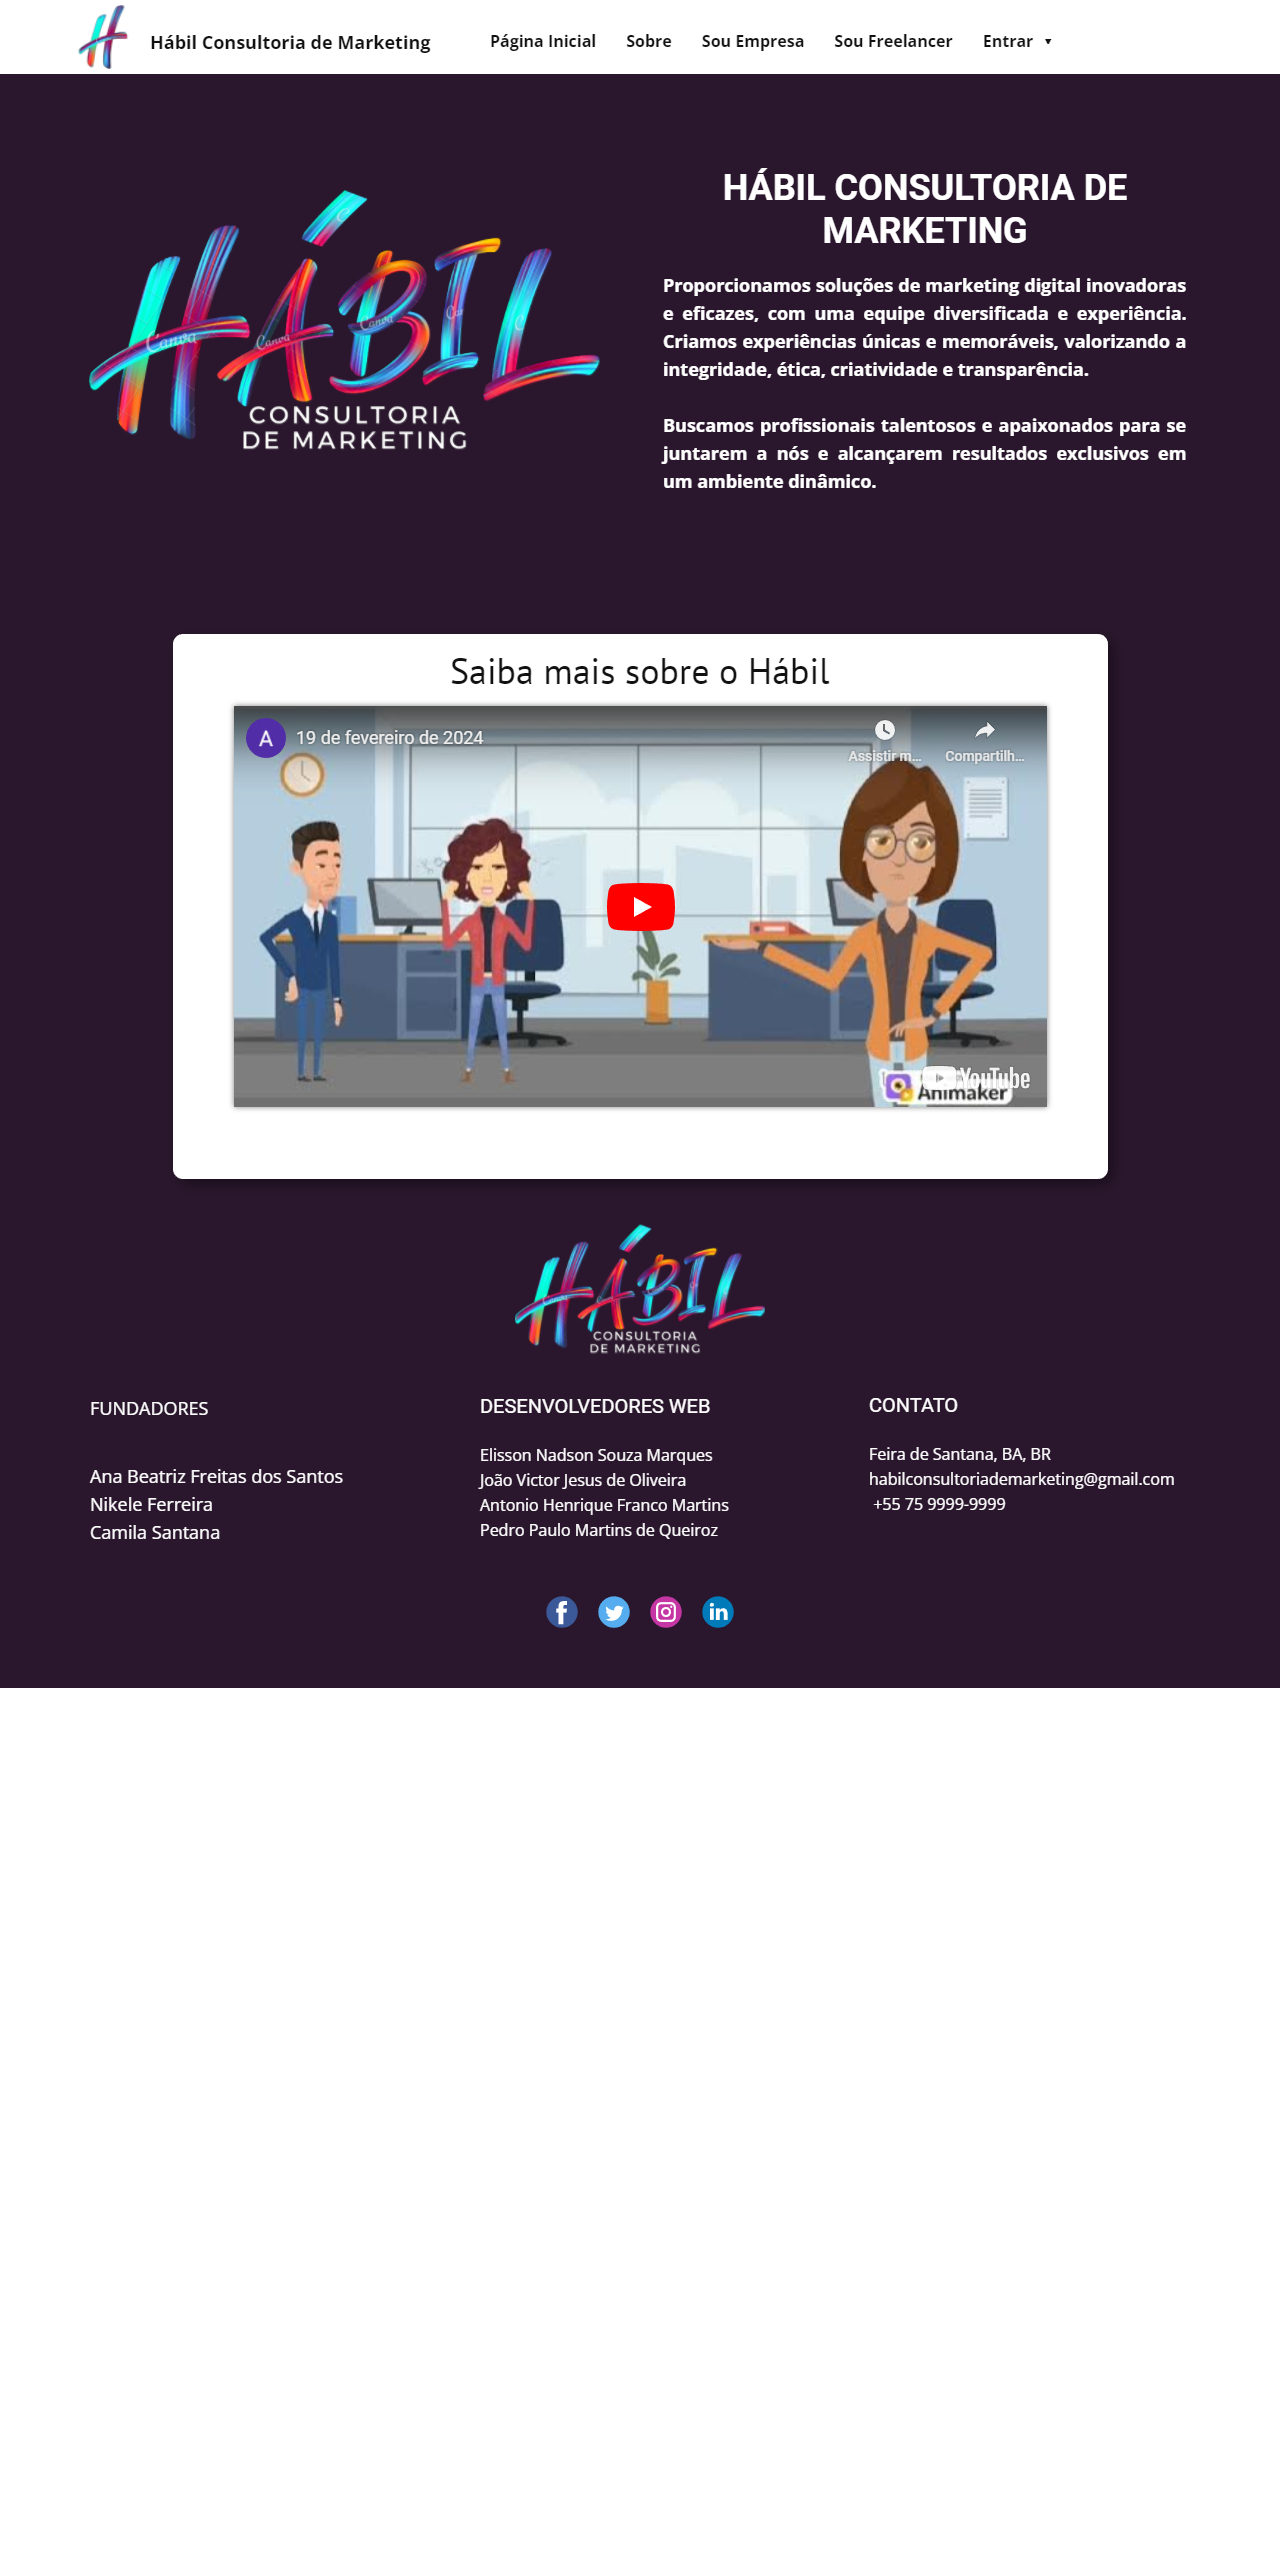 Hábil Consultoria de Marketing
Página Inicial
Sobre
Sou Empresa
Sou Freelancer
Entrar ▼
HÁBIL
CONSULTORIA
DE MARKETING
Canva
Canva
Canva
HÁBIL CONSULTORIA DE
MARKETING
Proporcionamos soluções de marketing digital inovadoras
e eficazes, com uma equipe diversificada e experiência.
Criamos experiências únicas e memoráveis, valorizando a
integridade, ética, criatividade e transparência.
Buscamos profissionais talentosos e apaixonados para se
juntarem a nós e alcançarem resultados exclusivos em
um ambiente dinâmico.
Saiba mais sobre o Hábil
A
19 de fevereiro de 2024
Assistir m...
Compartilh...
YouTube
Animaker
HÁBIL
CONSULTORIA
DE MARKETING
FUNDADORES
Ana Beatriz Freitas dos Santos
Nikele Ferreira
Camila Santana
DESENVOLVEDORES WEB
Elisson Nadson Souza Marques
João Victor Jesus de Oliveira
Antonio Henrique Franco Martins
Pedro Paulo Martins de Queiroz
CONTATO
Feira de Santana, BA, BR
habilconsultoriademarketing@gmail.com
+55 75 9999-9999